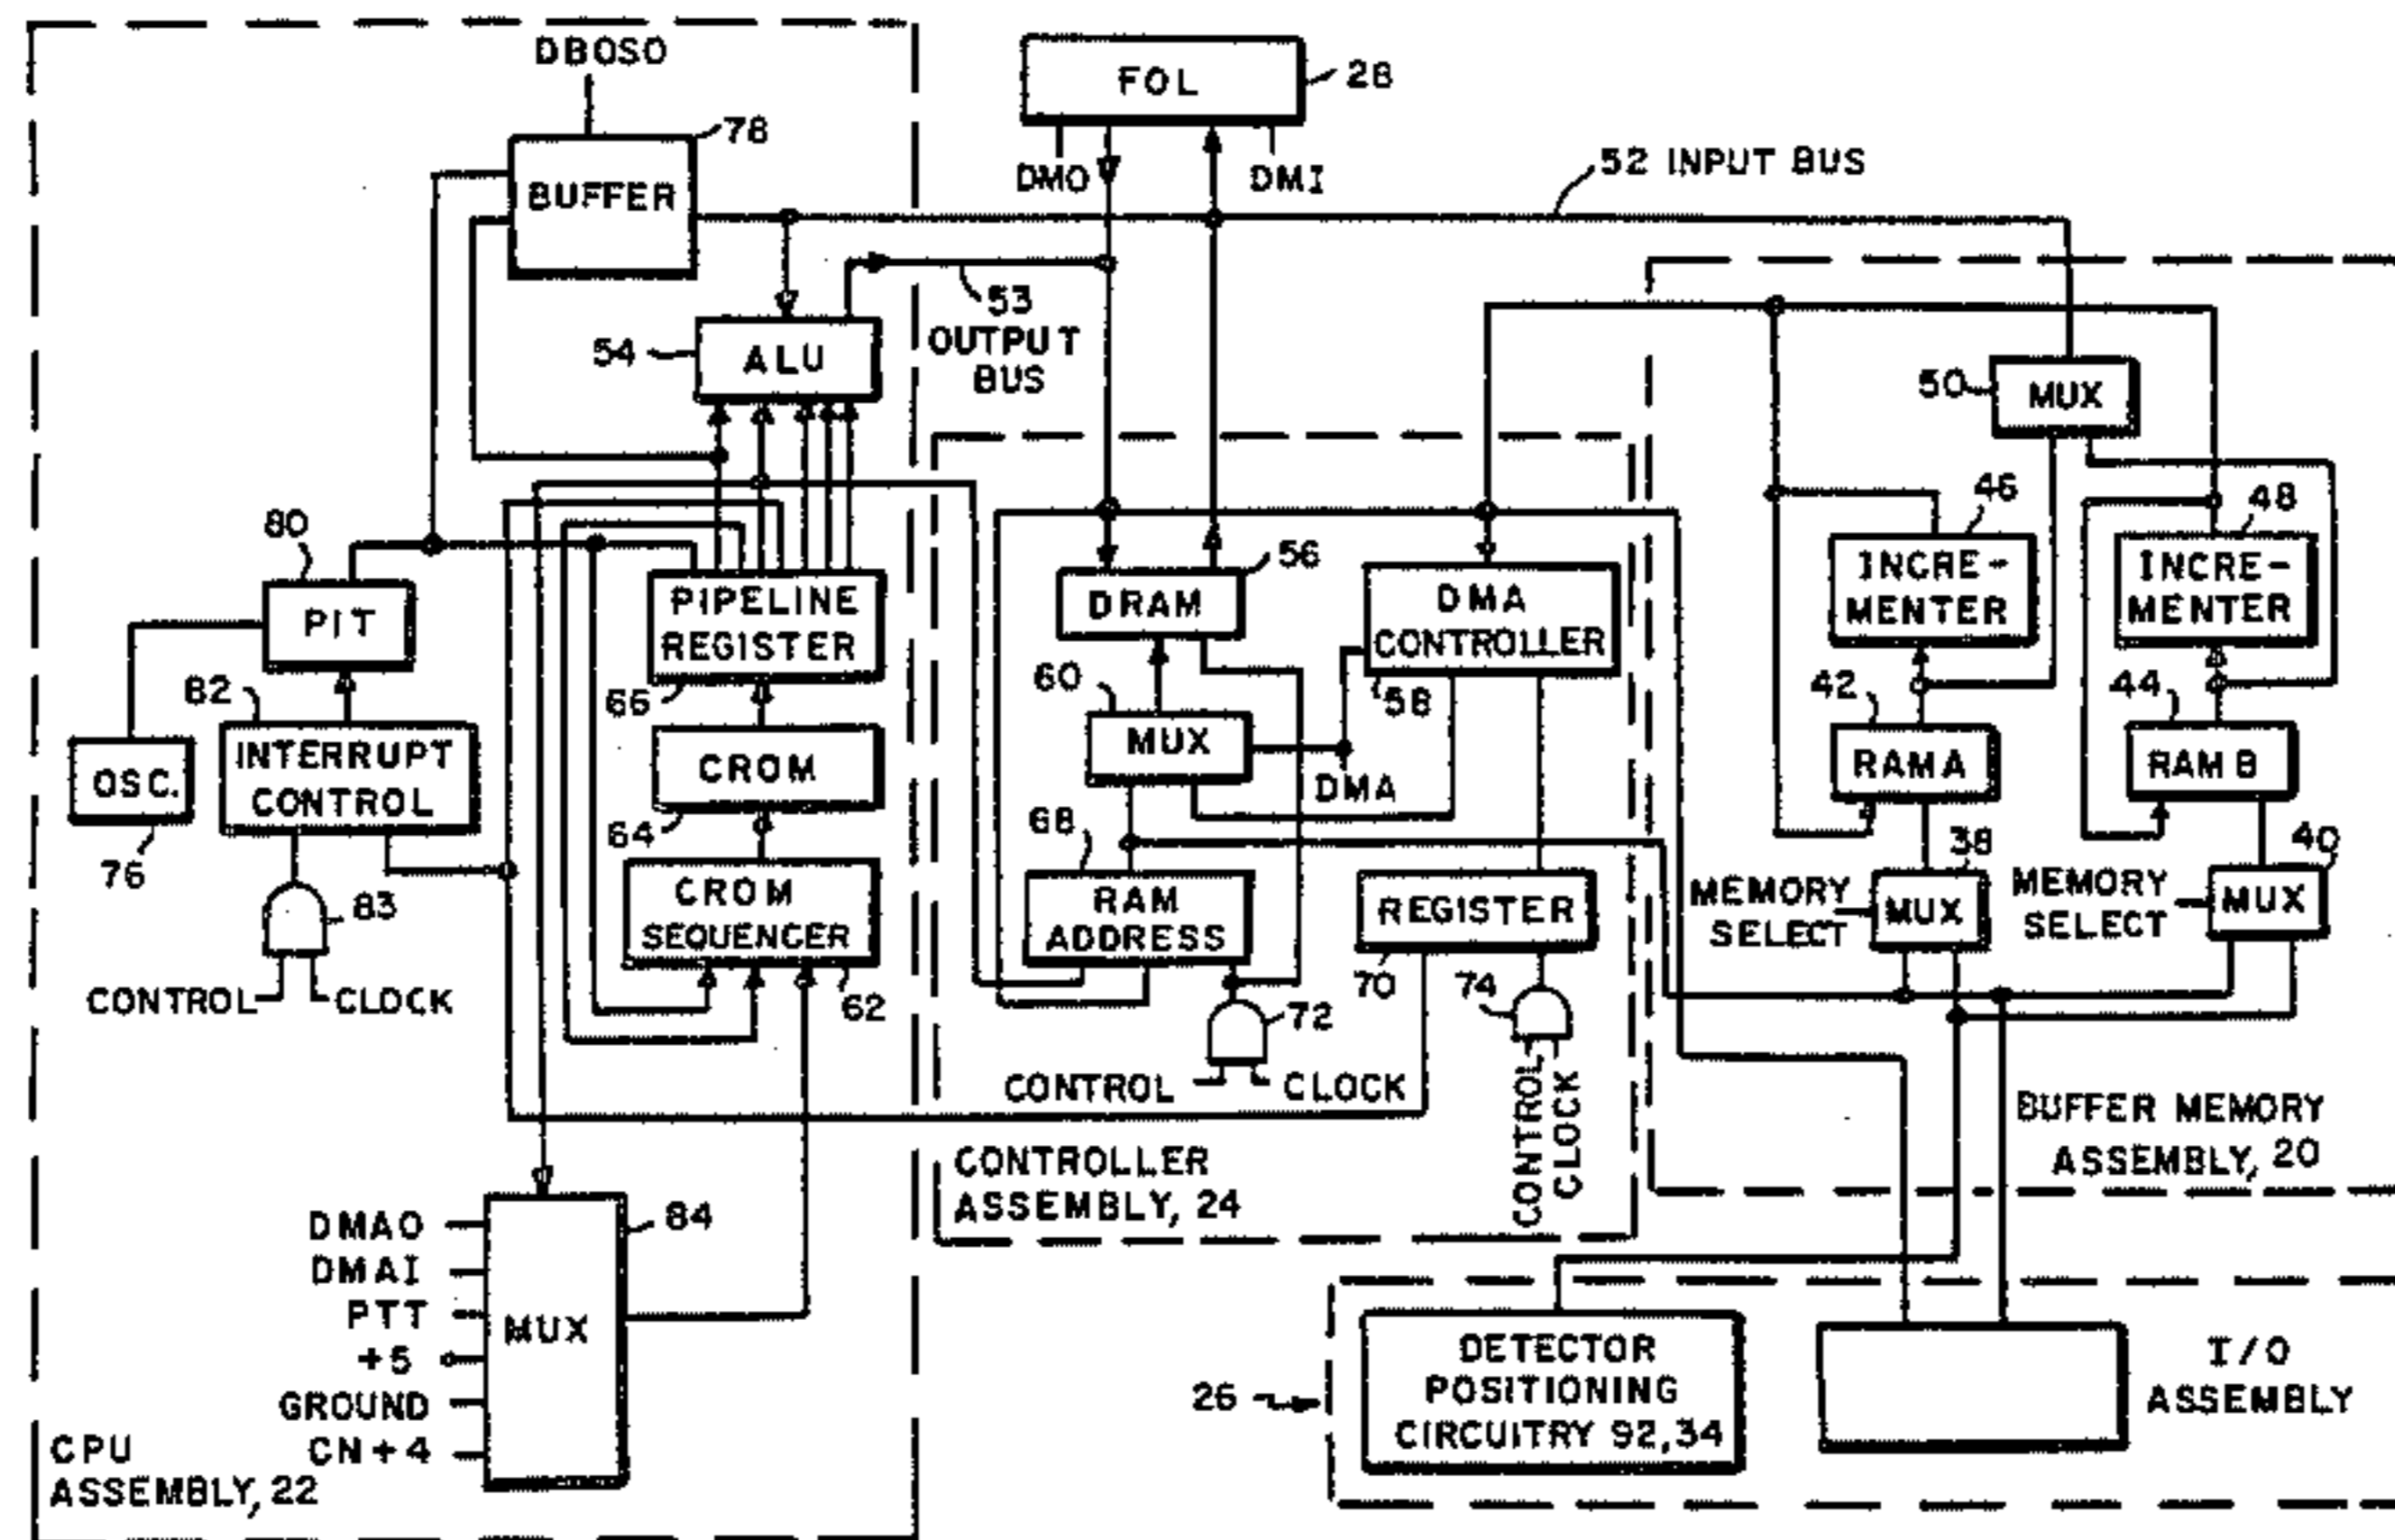 DBOSO
78
BUFFER
FOL
28
DMO
DMI
52 INPUT BUS
53
OUTPUT
BUS
54
ALU
50
MUX
80
PIT
82
INTERRUPT
CONTROL
OSC.
76
83
CONTROL
CLOCK
PIPELINE
REGISTER
66
CROM
64
CROM
SEQUENCER
62
56
DRAM
DMA
CONTROLLER
58
60
MUX
DMA
68
RAM
ADDRESS
REGISTER
70
74
72
CONTROL
CLOCK
CONTROL
CLOCK
46
INCRE-
MENTER
48
INCRE-
MENTER
42
RAM A
44
RAM B
38
MEMORY
SELECT
MUX
40
MEMORY
SELECT
MUX
BUFFER MEMORY
ASSEMBLY, 20
CONTROLLER
ASSEMBLY, 24
DMAO
DMAI
PTT
+5
GROUND
CN+4
MUX
84
CPU
ASSEMBLY, 22
26
DETECTOR
POSITIONING
CIRCUITRY 92,34
I/O
ASSEMBLY